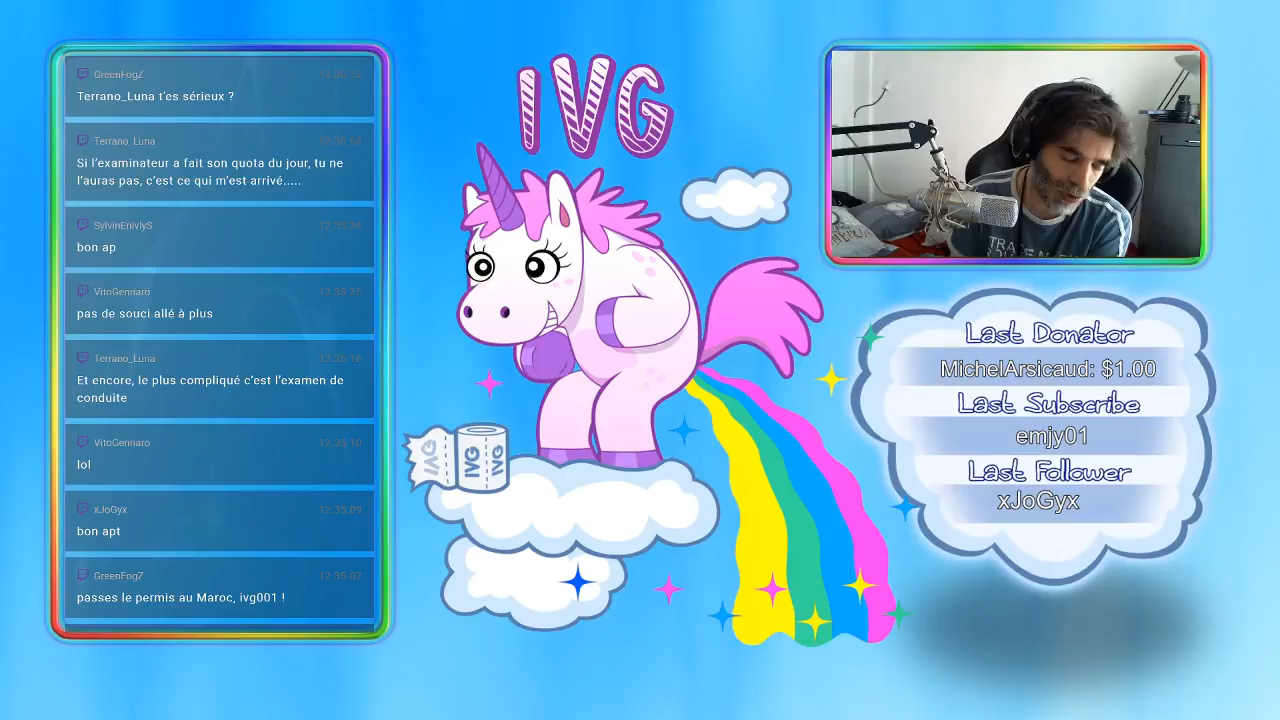 GreenFogZ
Terrano_Luna t'es sérieux ?
Terrano_Luna 12:35:54
Si l'examinateur a fait son quota du jour, tu ne
l'auras pas, c'est ce qui m'est arrivé.....
SylvinEnivlyS 12:35:34
bon ap
VitoGennaro 12:35:26
pas de souci allé à plus
Terrano_Luna 12:35:16
Et encore, le plus compliqué c'est l'examen de
conduite
VitoGennaro 12:35:10
lol
xJoGyx 12:35:09
bon apt
GreenFogZ 12:35:07
passes le permis au Maroc, ivg001 !
IVG
IVG
IVG
IVG
Last Donator
MichelArsicaud: $1.00
Last Subscribe
emjy01
Last Follower
xJoGyx